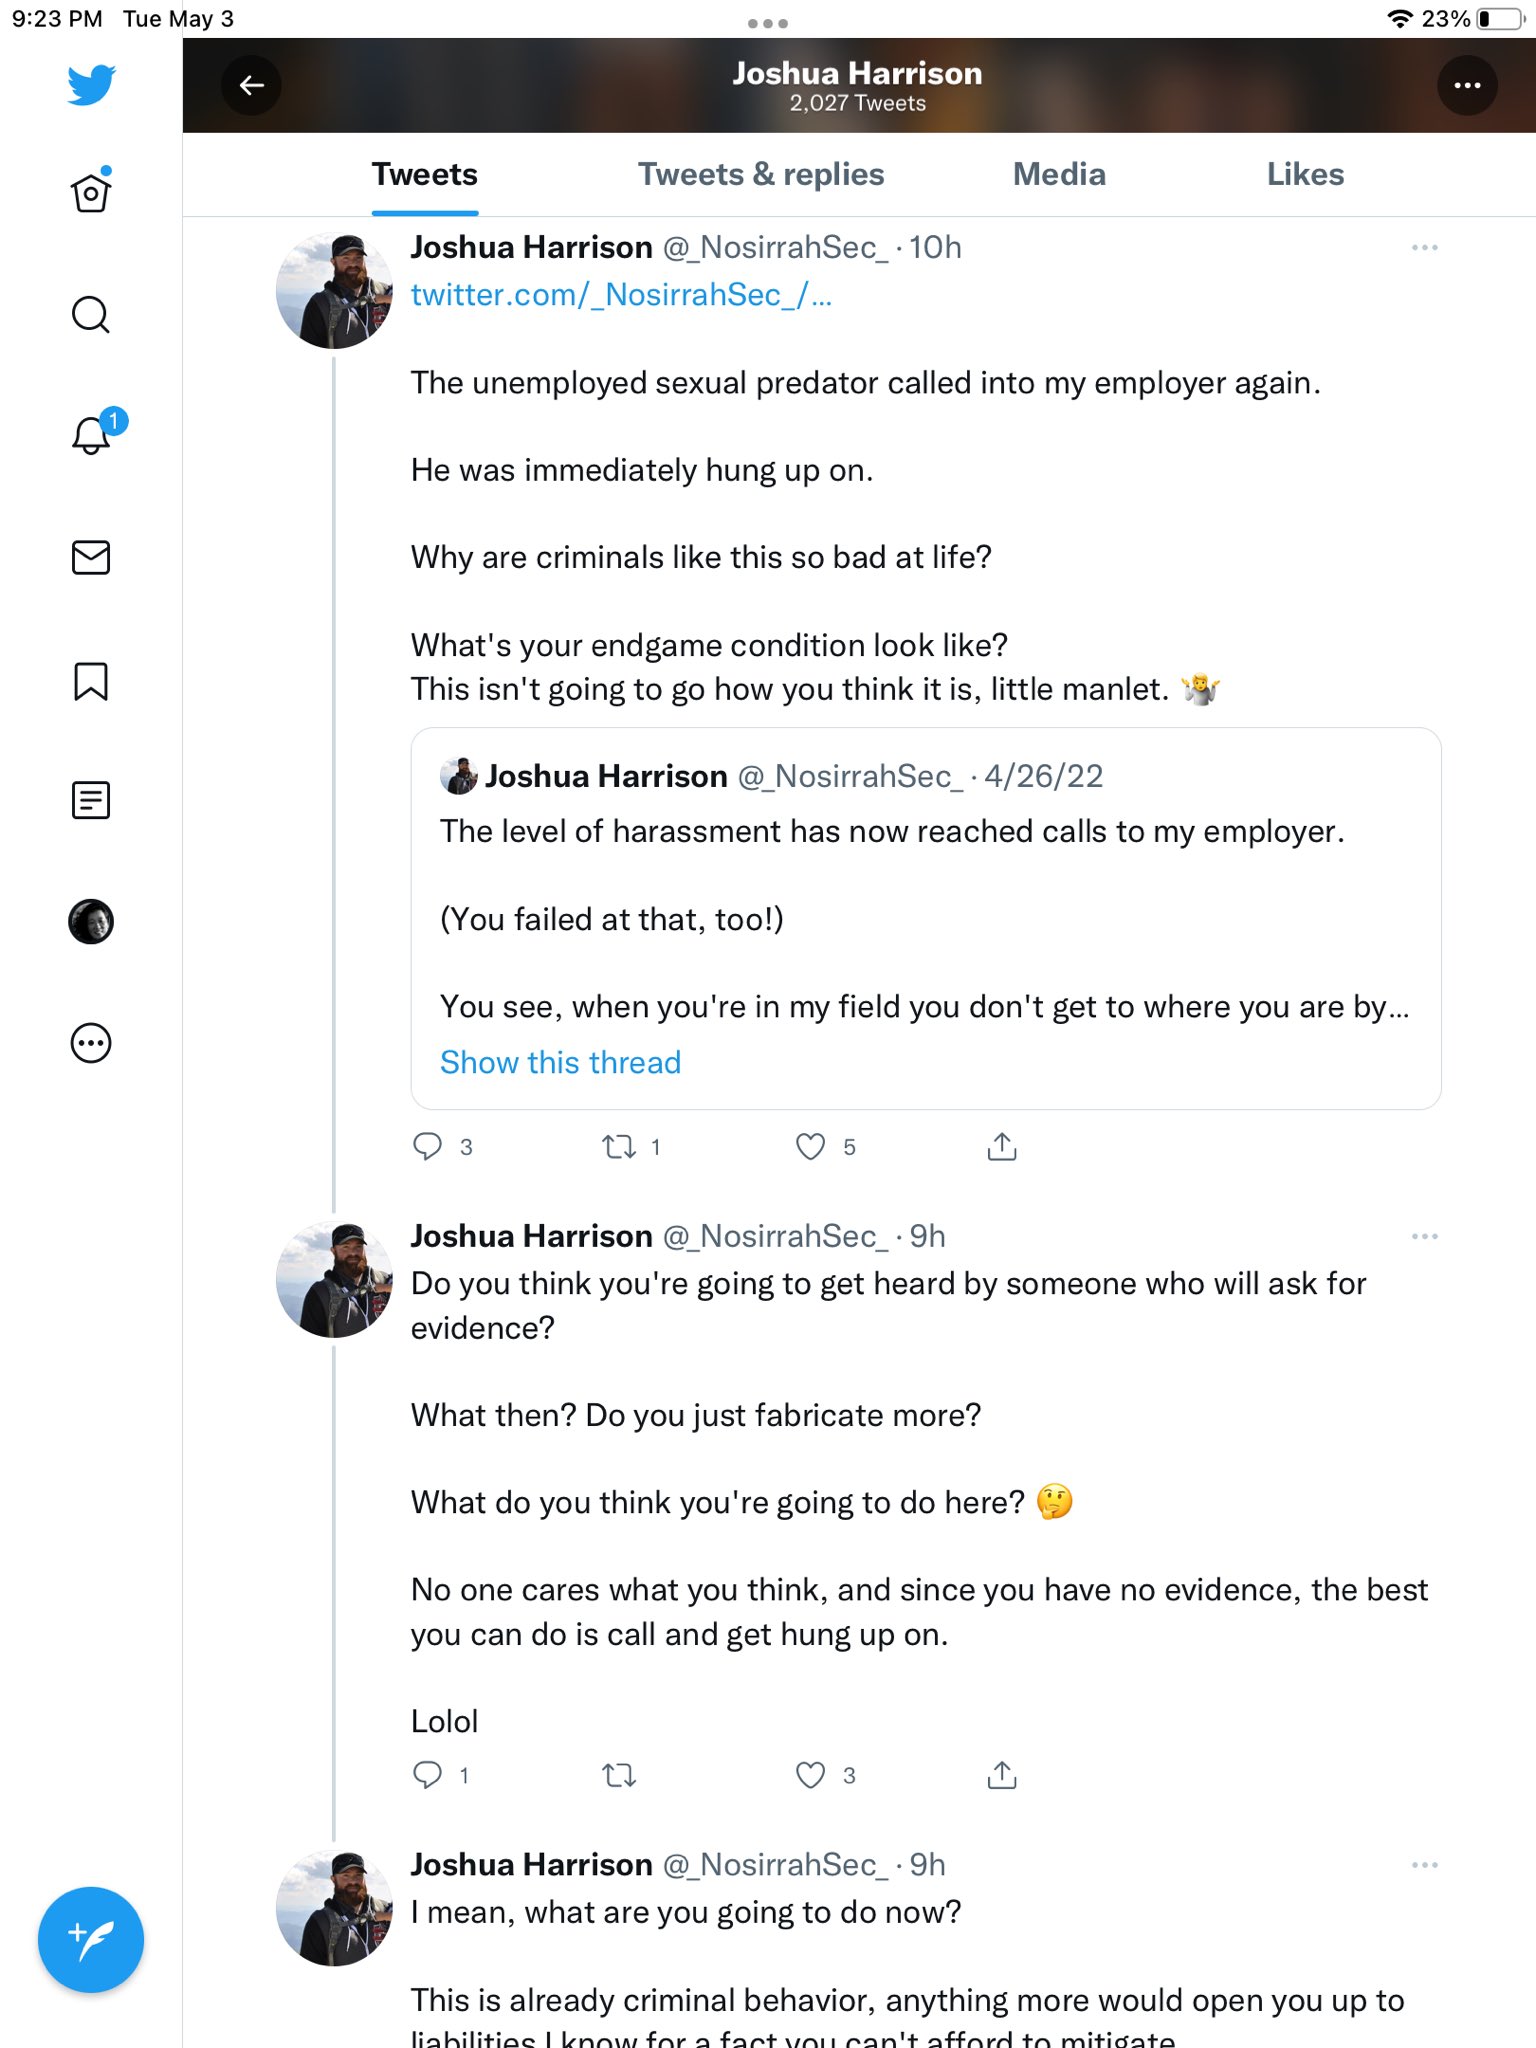 9:23 PM Tue May 3
23%
Joshua Harrison
2,027 Tweets
Tweets
Tweets & replies
Media
Likes
1
Joshua Harrison @_NosirrahSec_ · 10h
twitter.com/_NosirrahSec_/...
The unemployed sexual predator called into my employer again.
He was immediately hung up on.
Why are criminals like this so bad at life?
What's your endgame condition look like?
This isn't going to go how you think it is, little manlet. 🤷
Joshua Harrison @_NosirrahSec_ · 4/26/22
The level of harassment has now reached calls to my employer.
(You failed at that, too!)
You see, when you're in my field you don't get to where you are by...
Show this thread
3 1 5
Joshua Harrison @_NosirrahSec_ · 9h
Do you think you're going to get heard by someone who will ask for
evidence?
What then? Do you just fabricate more?
What do you think you're going to do here? 🤔
No one cares what you think, and since you have no evidence, the best
you can do is call and get hung up on.
Lolol
1 3
Joshua Harrison @_NosirrahSec_ · 9h
I mean, what are you going to do now?
This is already criminal behavior, anything more would open you up to
liabilities I know for a fact you can't afford to mitigate